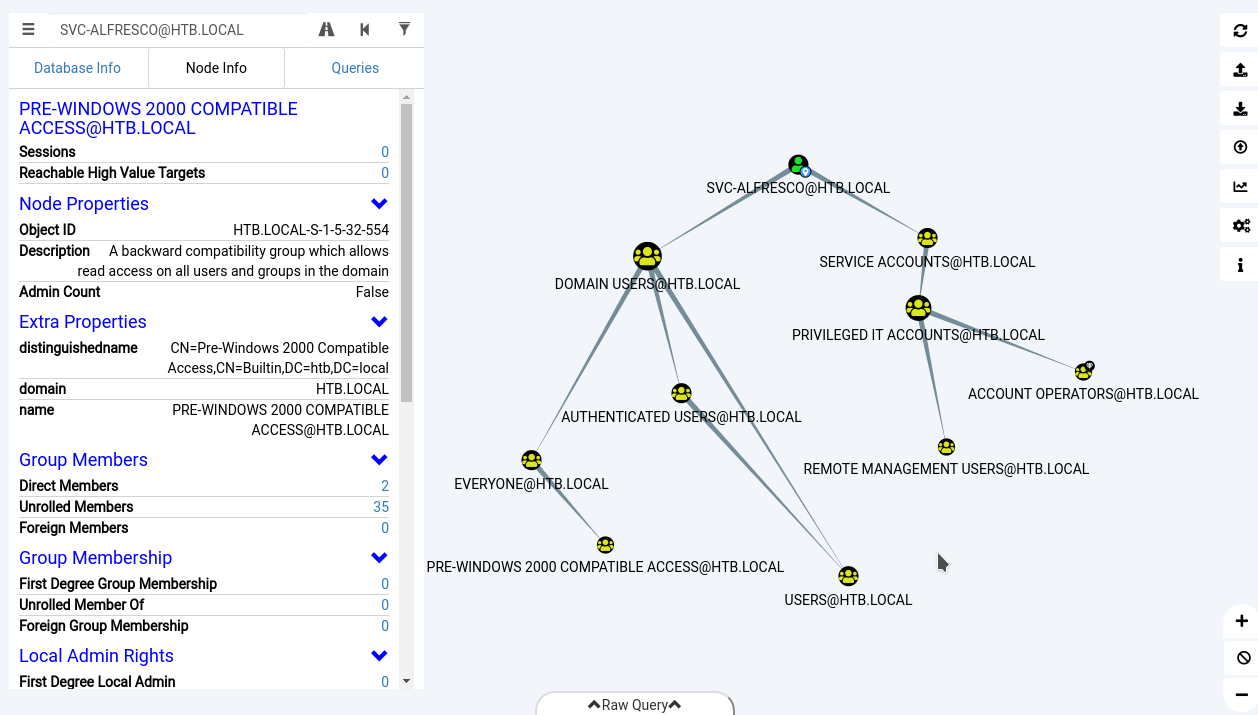 SVC-ALFRESCO@HTB.LOCAL
Database Info
Node Info
Queries
PRE-WINDOWS 2000 COMPATIBLE
ACCESS@HTB.LOCAL
Sessions 0
Reachable High Value Targets 0
Node Properties
Object ID HTB.LOCAL-S-1-5-32-554
Description A backward compatibility group which allows
read access on all users and groups in the domain
Admin Count False
Extra Properties
distinguishedname CN=Pre-Windows 2000 Compatible
Access,CN=Builtin,DC=htb,DC=local
domain HTB.LOCAL
name PRE-WINDOWS 2000 COMPATIBLE
ACCESS@HTB.LOCAL
Group Members
Direct Members 2
Unrolled Members 35
Foreign Members 0
Group Membership
First Degree Group Membership 0
Unrolled Member Of 0
Foreign Group Membership 0
Local Admin Rights
First Degree Local Admin 0
SVC-ALFRESCO@HTB.LOCAL
SERVICE ACCOUNTS@HTB.LOCAL
DOMAIN USERS@HTB.LOCAL
PRIVILEGED IT ACCOUNTS@HTB.LOCAL
ACCOUNT OPERATORS@HTB.LOCAL
AUTHENTICATED USERS@HTB.LOCAL
REMOTE MANAGEMENT USERS@HTB.LOCAL
EVERYONE@HTB.LOCAL
PRE-WINDOWS 2000 COMPATIBLE ACCESS@HTB.LOCAL
USERS@HTB.LOCAL
Raw Query